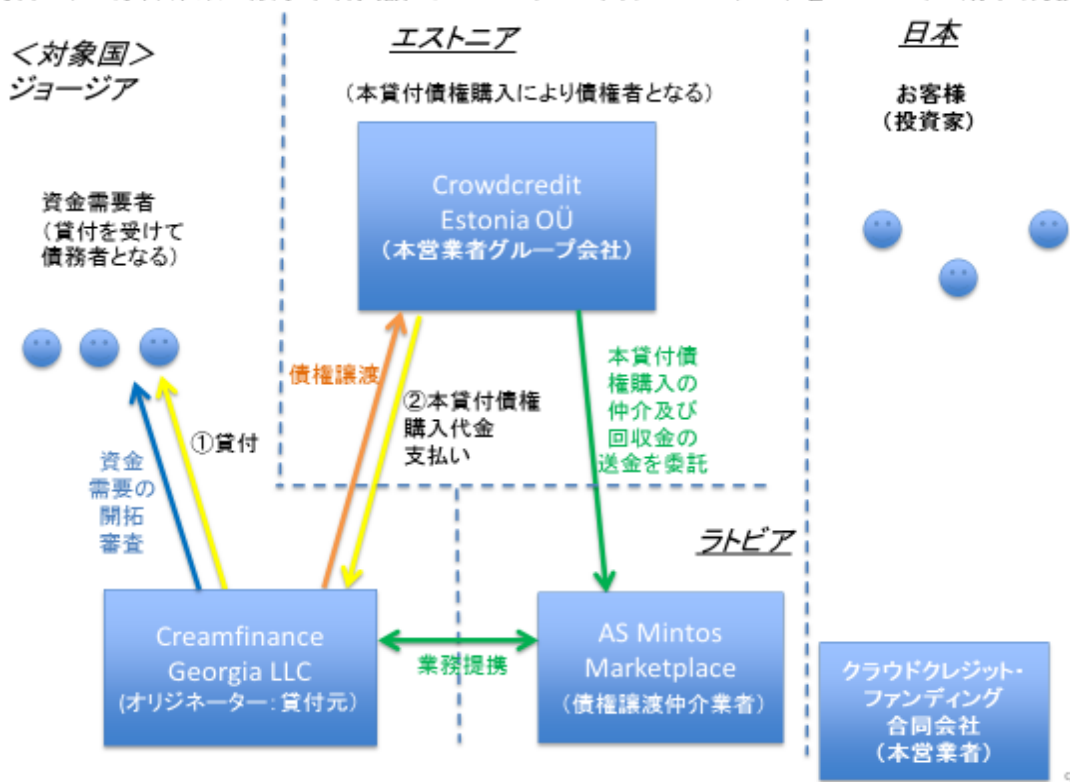 <対象国>
ジョージア
資金需要者
(貸付を受けて
債務者となる)
①貸付
資金
需要の
開拓
審査
Creamfinance
Georgia LLC
(オリジネーター:貸付元)
エストニア
(本貸付債権購入により債権者となる)
Crowdcredit
Estonia OÜ
(本営業者グループ会社)
債権譲渡
②本貸付債権
購入代金
支払い
本貸付債
権購入の
仲介及び
回収金の
送金を委託
ラトビア
業務提携
AS Mintos
Marketplace
(債権譲渡仲介業者)
日本
お客様
(投資家)
クラウドクレジット・
ファンディング
合同会社
(本営業者)